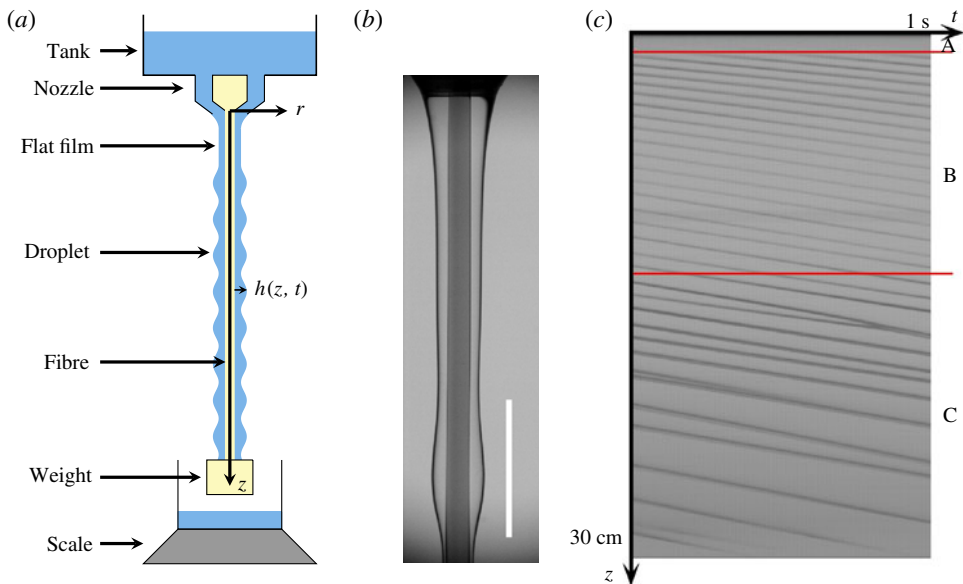 (a)
Tank
Nozzle
r
Flat film
Droplet
h(z, t)
Fibre
Weight
z
Scale
(b)
(c)
1 s
t
A
B
C
30 cm
z